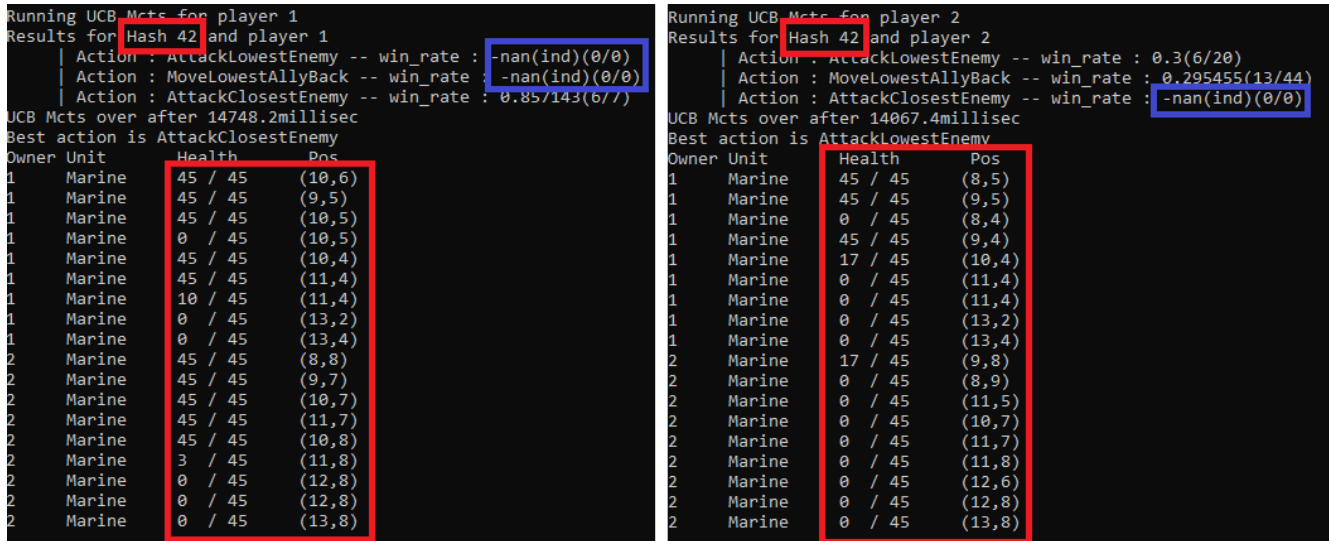 Running UCB Mcts for player 1
Results for Hash 42 and player 1
| Action : AttackLowestEnemy -- win_rate : -nan(ind)(0/0)
| Action : MoveLowestAllyBack -- win_rate : -nan(ind)(0/0)
| Action : AttackClosestEnemy -- win_rate : 0.857143(6/7)
UCB Mcts over after 14748.2millisec
Best action is AttackClosestEnemy
Owner Unit Health Pos
1 Marine 45 / 45 (10,6)
1 Marine 45 / 45 (9,5)
1 Marine 45 / 45 (10,5)
1 Marine 0 / 45 (10,5)
1 Marine 45 / 45 (10,4)
1 Marine 45 / 45 (11,4)
1 Marine 10 / 45 (11,4)
1 Marine 0 / 45 (13,2)
1 Marine 0 / 45 (13,4)
2 Marine 45 / 45 (8,8)
2 Marine 45 / 45 (9,7)
2 Marine 45 / 45 (10,7)
2 Marine 45 / 45 (11,7)
2 Marine 45 / 45 (10,8)
2 Marine 3 / 45 (11,8)
2 Marine 0 / 45 (12,8)
2 Marine 0 / 45 (12,8)
2 Marine 0 / 45 (13,8)
Running UCB Mcts for player 2
Results for Hash 42 and player 2
| Action : AttackLowestEnemy -- win_rate : 0.3(6/20)
| Action : MoveLowestAllyBack -- win_rate : 0.295455(13/44)
| Action : AttackClosestEnemy -- win_rate : -nan(ind)(0/0)
UCB Mcts over after 14067.4millisec
Best action is AttackLowestEnemy
Owner Unit Health Pos
1 Marine 45 / 45 (8,5)
1 Marine 45 / 45 (9,5)
1 Marine 0 / 45 (8,4)
1 Marine 45 / 45 (9,4)
1 Marine 17 / 45 (10,4)
1 Marine 0 / 45 (11,4)
1 Marine 0 / 45 (11,4)
1 Marine 0 / 45 (13,2)
1 Marine 0 / 45 (13,4)
2 Marine 17 / 45 (9,8)
2 Marine 0 / 45 (8,9)
2 Marine 0 / 45 (11,5)
2 Marine 0 / 45 (10,7)
2 Marine 0 / 45 (11,7)
2 Marine 0 / 45 (11,8)
2 Marine 0 / 45 (12,6)
2 Marine 0 / 45 (12,8)
2 Marine 0 / 45 (13,8)